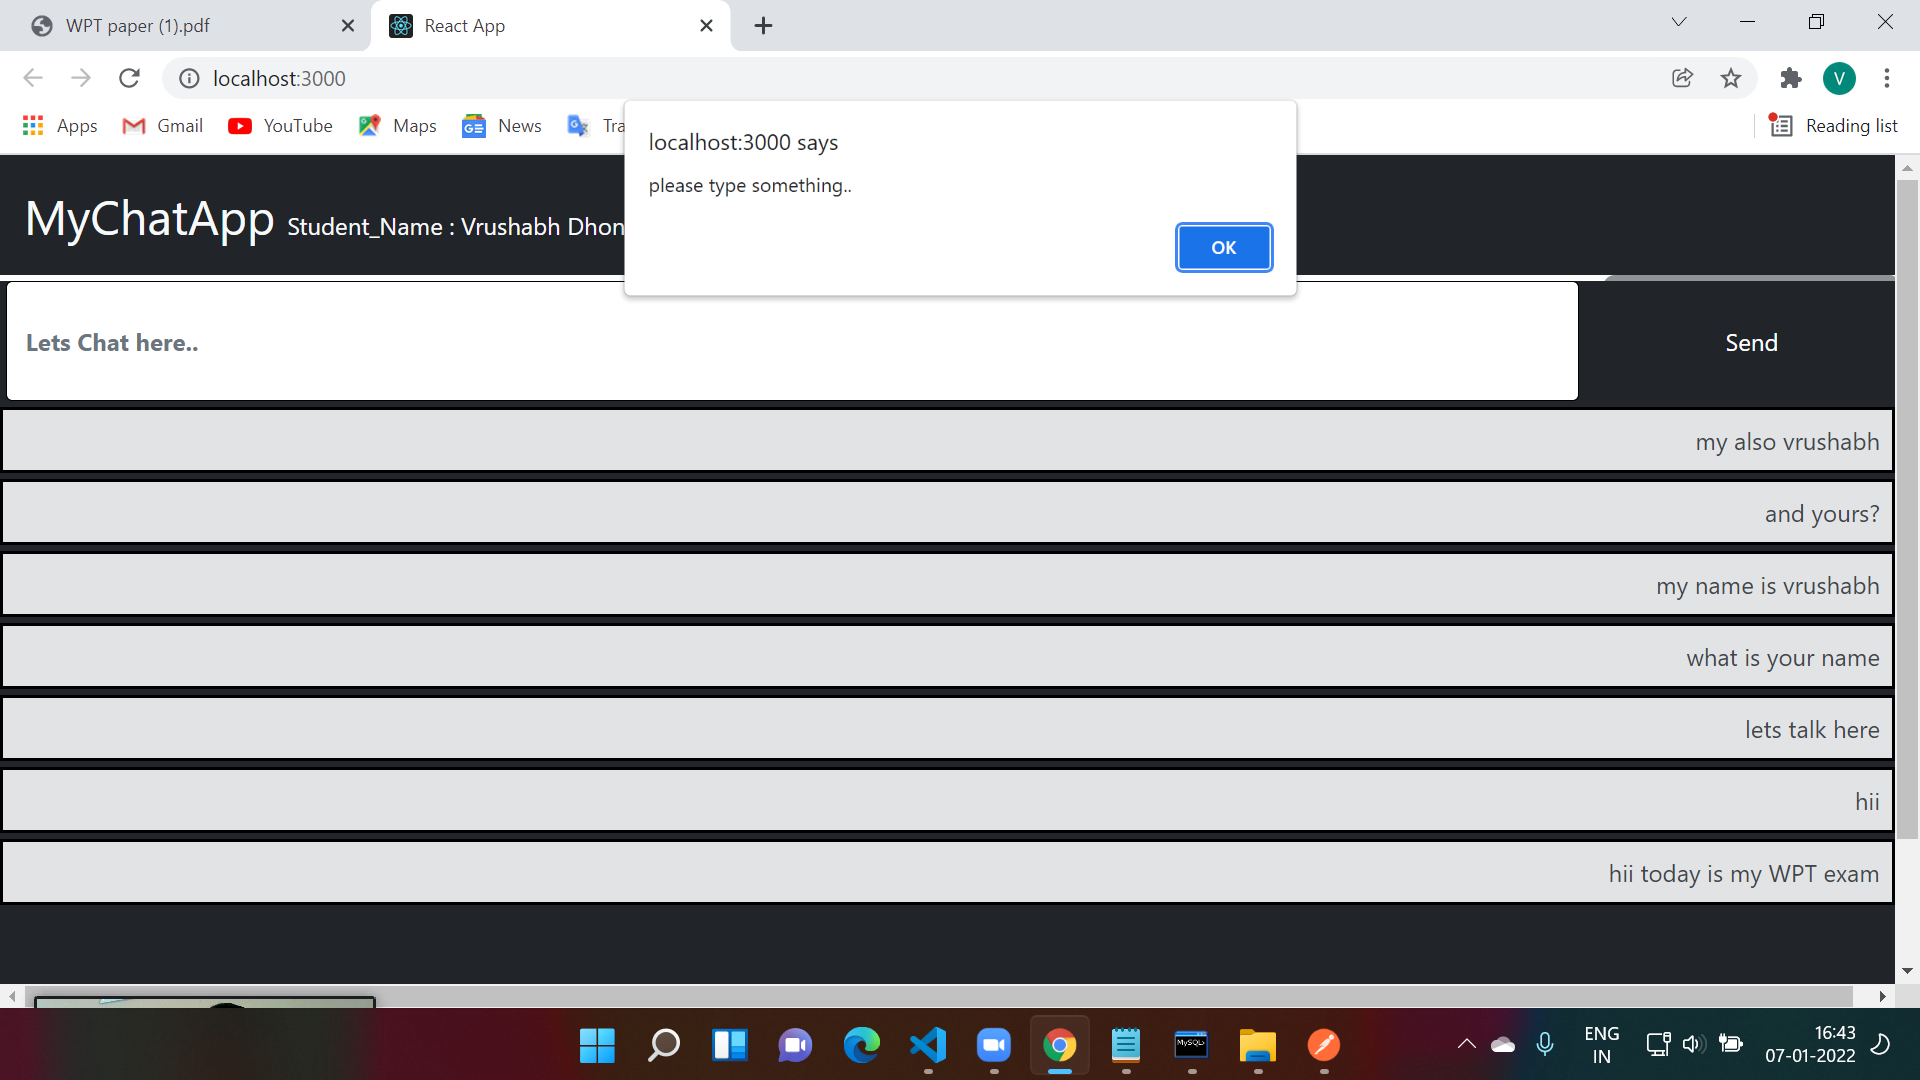 WPT paper (1).pdf
React App
localhost:3000
Apps
Gmail
YouTube
Maps
News
Reading list
localhost:3000 says
please type something..
OK
MyChatApp Student_Name : Vrushabh
Lets Chat here..
Send
my also vrushabh
and yours?
my name is vrushabh
what is your name
lets talk here
hii
hii today is my WPT exam
V
MySQL>
ENG
IN
16:43
07-01-2022